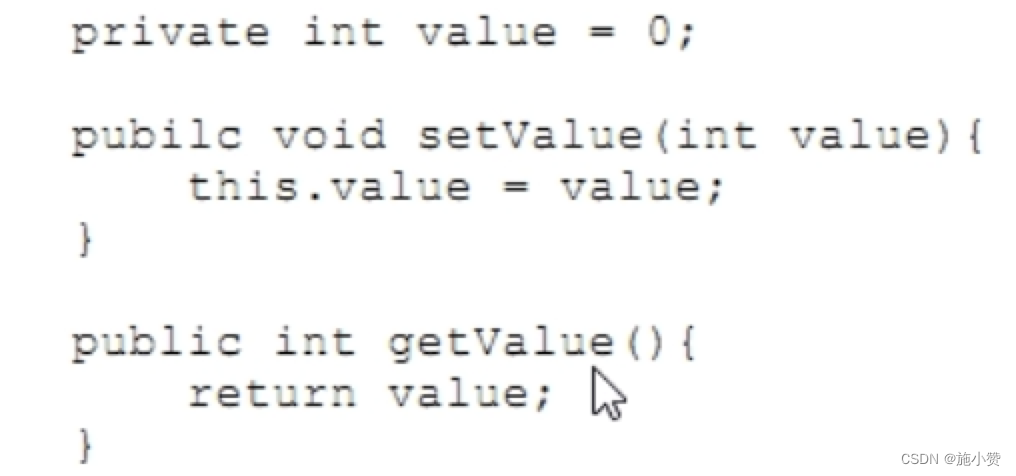 private int value = 0;
pubilc void setValue(int value){
this.value = value;
}
public int getValue(){
return value;
}
CSDN @施小赞